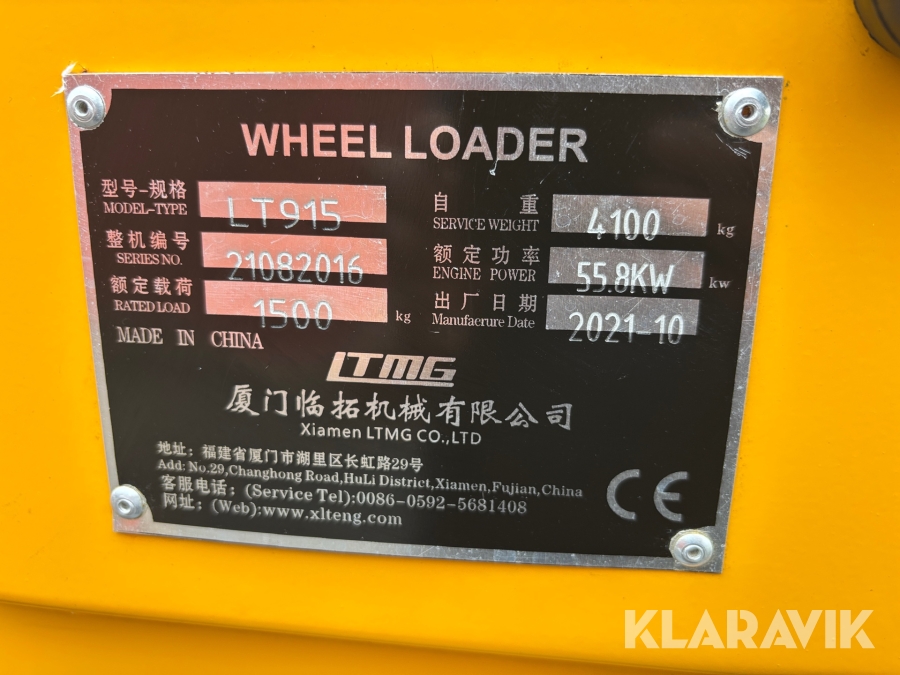 WHEEL LOADER
型号-规格 LT915
MODEL-TYPE
整机编号 21082016
SERIES NO.
额定载荷 1500 kg
RATED LOAD
自 重 4100 kg
SERVICE WEIGHT
额定功率 55.8KW kw
ENGINE POWER
出厂日期 2021-10
Manufacrure Date
MADE IN CHINA
LTMG
厦门临拓机械有限公司
Xiamen LTMG CO.,LTD
地址：福建省厦门市湖里区长虹路29号
Add: No.29,Changhong Road,HuLi District,Xiamen,Fujian,China
客服电话：(Service Tel):0086-0592-5681408
网址：(Web):www.xlteng.com
CE
KLARAVIK